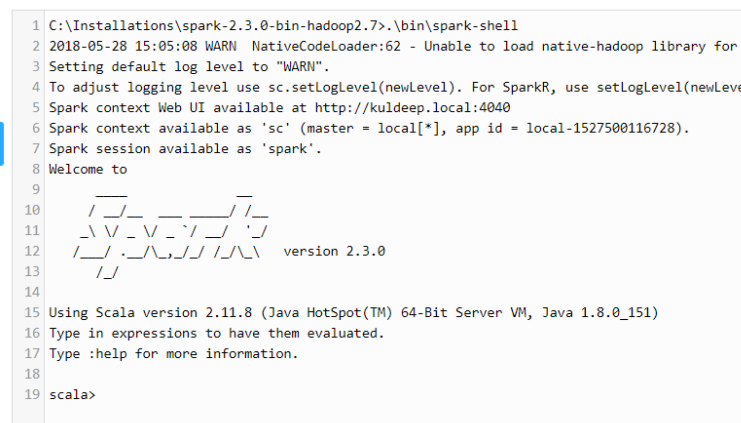 1 C:\Installations\spark-2.3.0-bin-hadoop2.7>.\bin\spark-shell
2 2018-05-28 15:05:08 WARN  NativeCodeLoader:62 - Unable to load native-hadoop library for
3 Setting default log level to "WARN".
4 To adjust logging level use sc.setLogLevel(newLevel). For SparkR, use setLogLevel(newLeve
5 Spark context Web UI available at http://kuldeep.local:4040
6 Spark context available as 'sc' (master = local[*], app id = local-1527500116728).
7 Spark session available as 'spark'.
8 Welcome to
9       ____              __
10      / __/__  ___ _____/ /__
11     _\ \/ _ \/ _ `/ __/  '_/
12    /___/ .__/\_,_/_/ /_/\_\   version 2.3.0
13       /_/
14
15 Using Scala version 2.11.8 (Java HotSpot(TM) 64-Bit Server VM, Java 1.8.0_151)
16 Type in expressions to have them evaluated.
17 Type :help for more information.
18
19 scala>